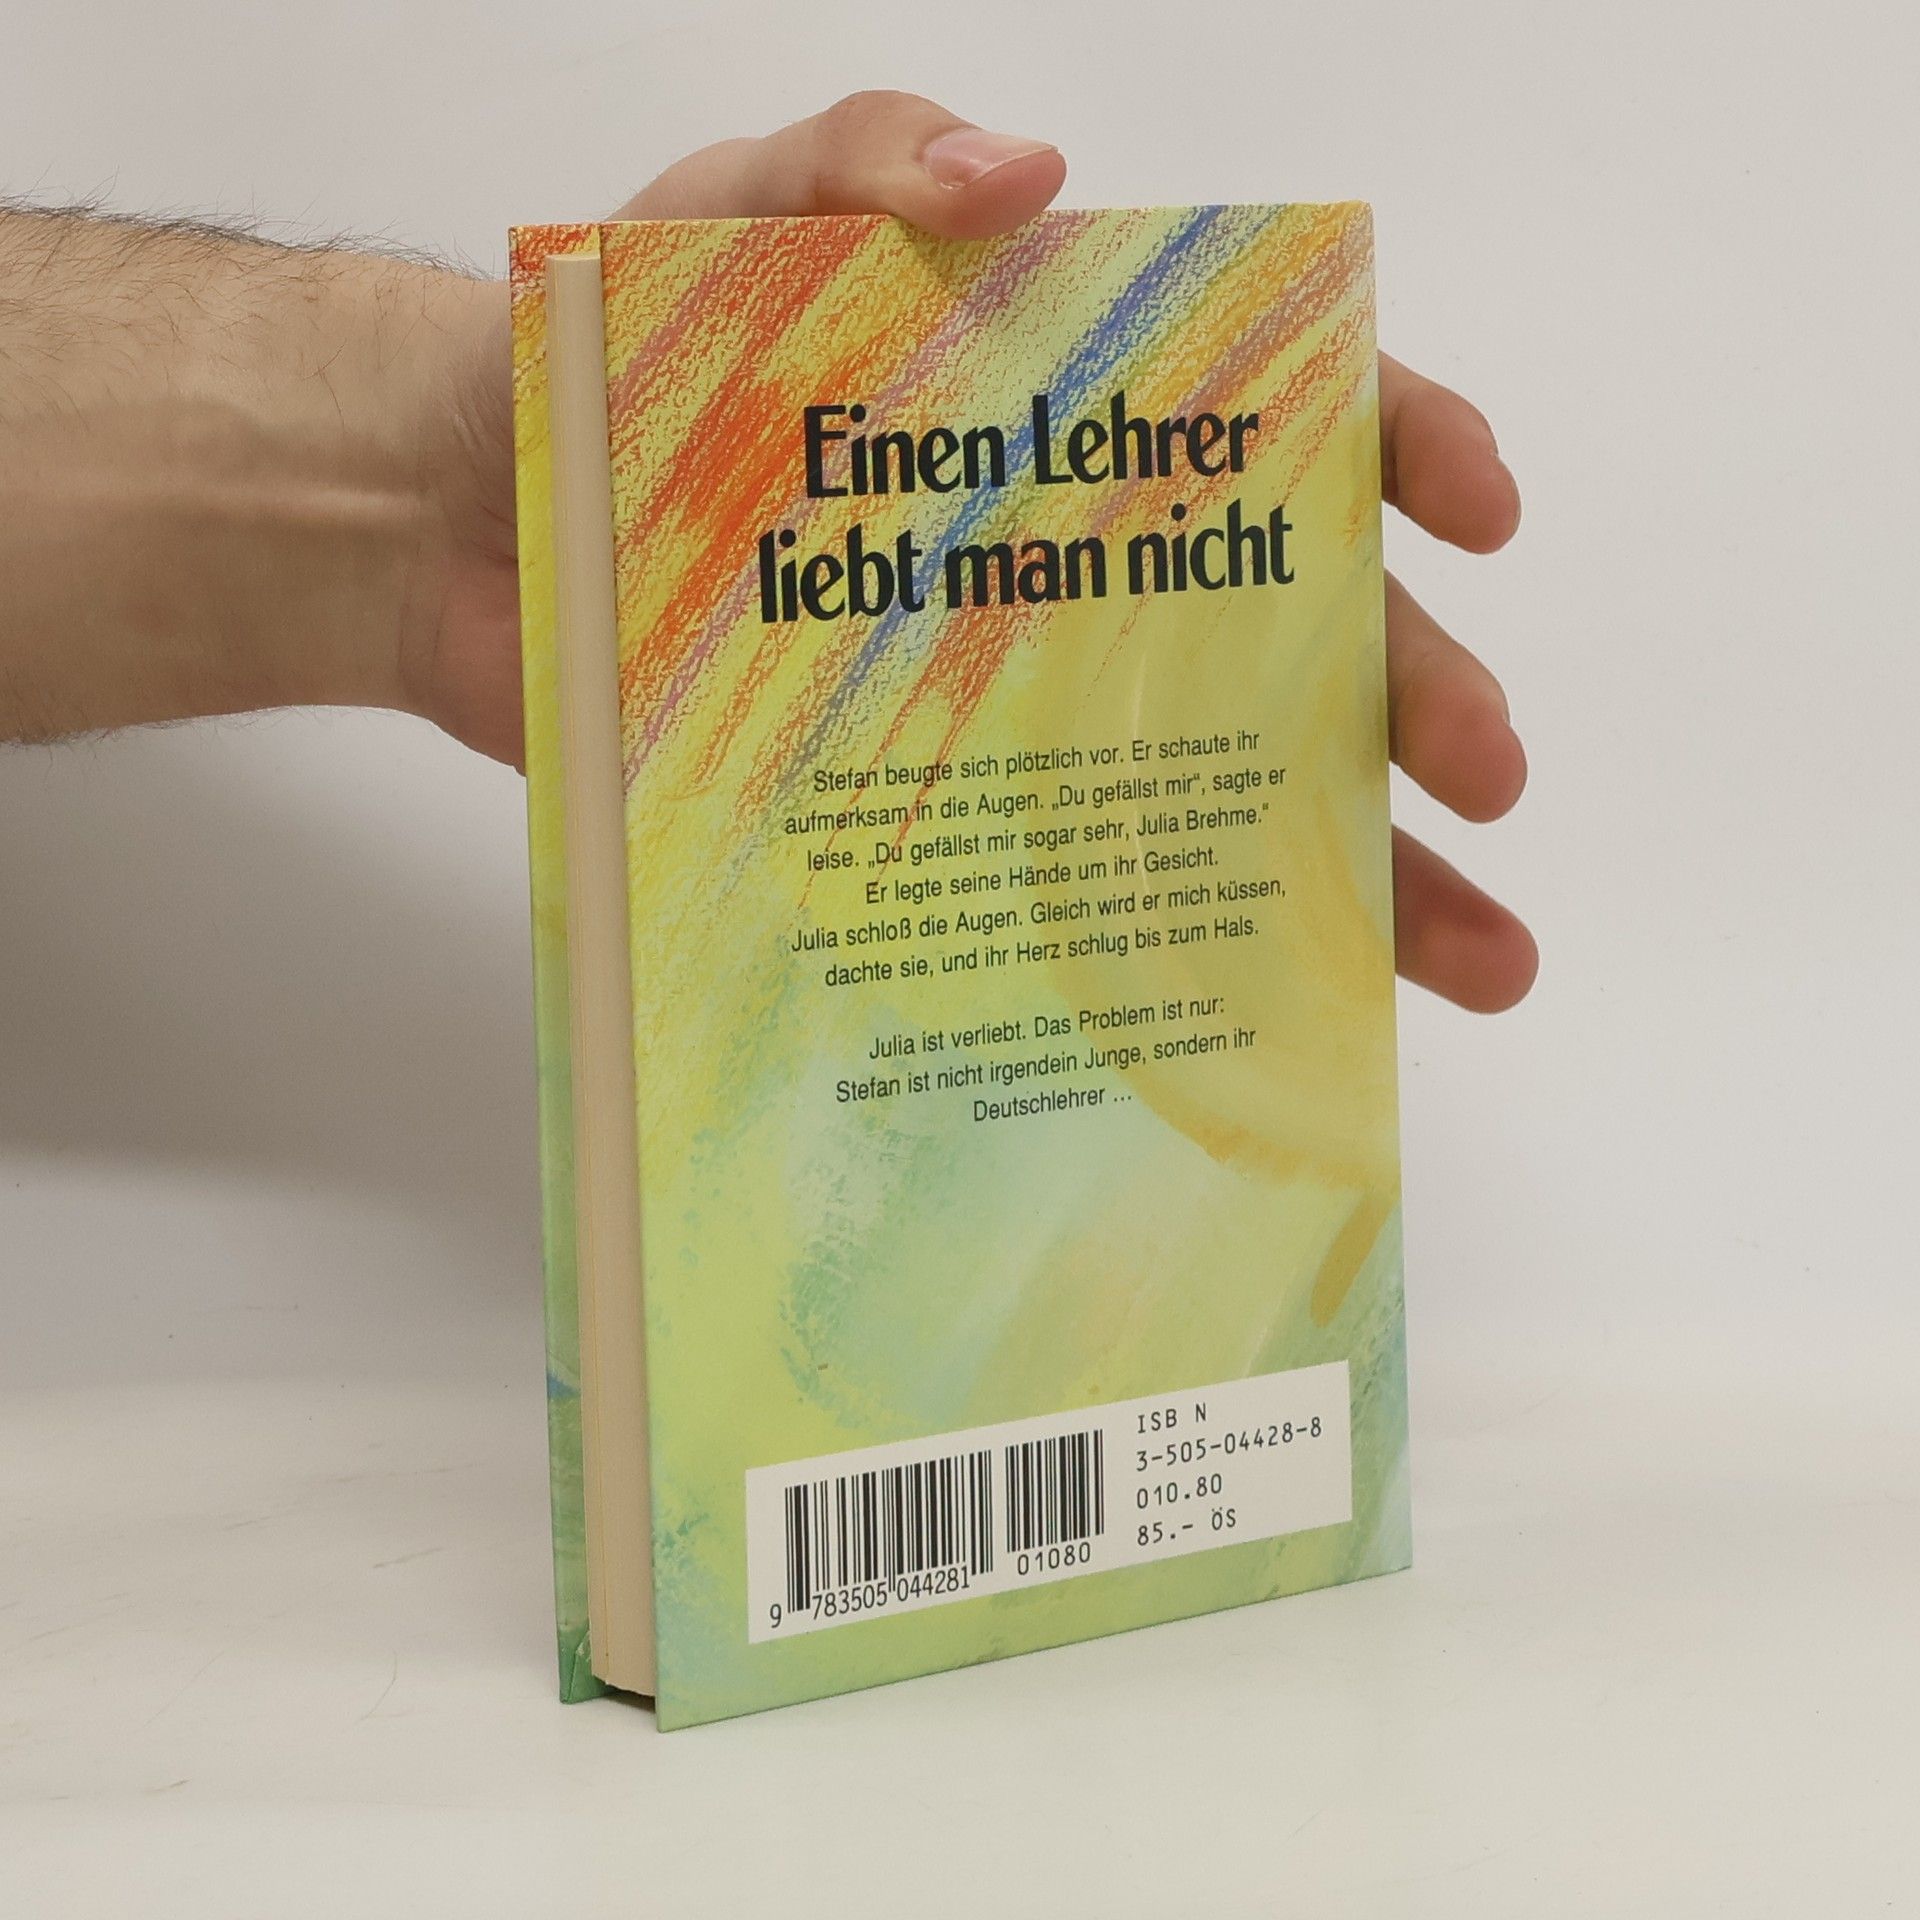 Einen Lehrer
liebt man nicht
Stefan beugte sich plötzlich vor. Er schaute ihr
aufmerksam in die Augen. „Du gefällst mir“, sagte er
leise. „Du gefällst mir sogar sehr, Julia Brehme.“
Er legte seine Hände um ihr Gesicht.
Julia schloß die Augen. Gleich wird er mich küssen,
dachte sie, und ihr Herz schlug bis zum Hals.
Julia ist verliebt. Das Problem ist nur:
Stefan ist nicht irgendein Junge, sondern ihr
Deutschlehrer ...
ISB N
3-505-04428-8
010.80
85.- ÖS
9 783505 044281
01080